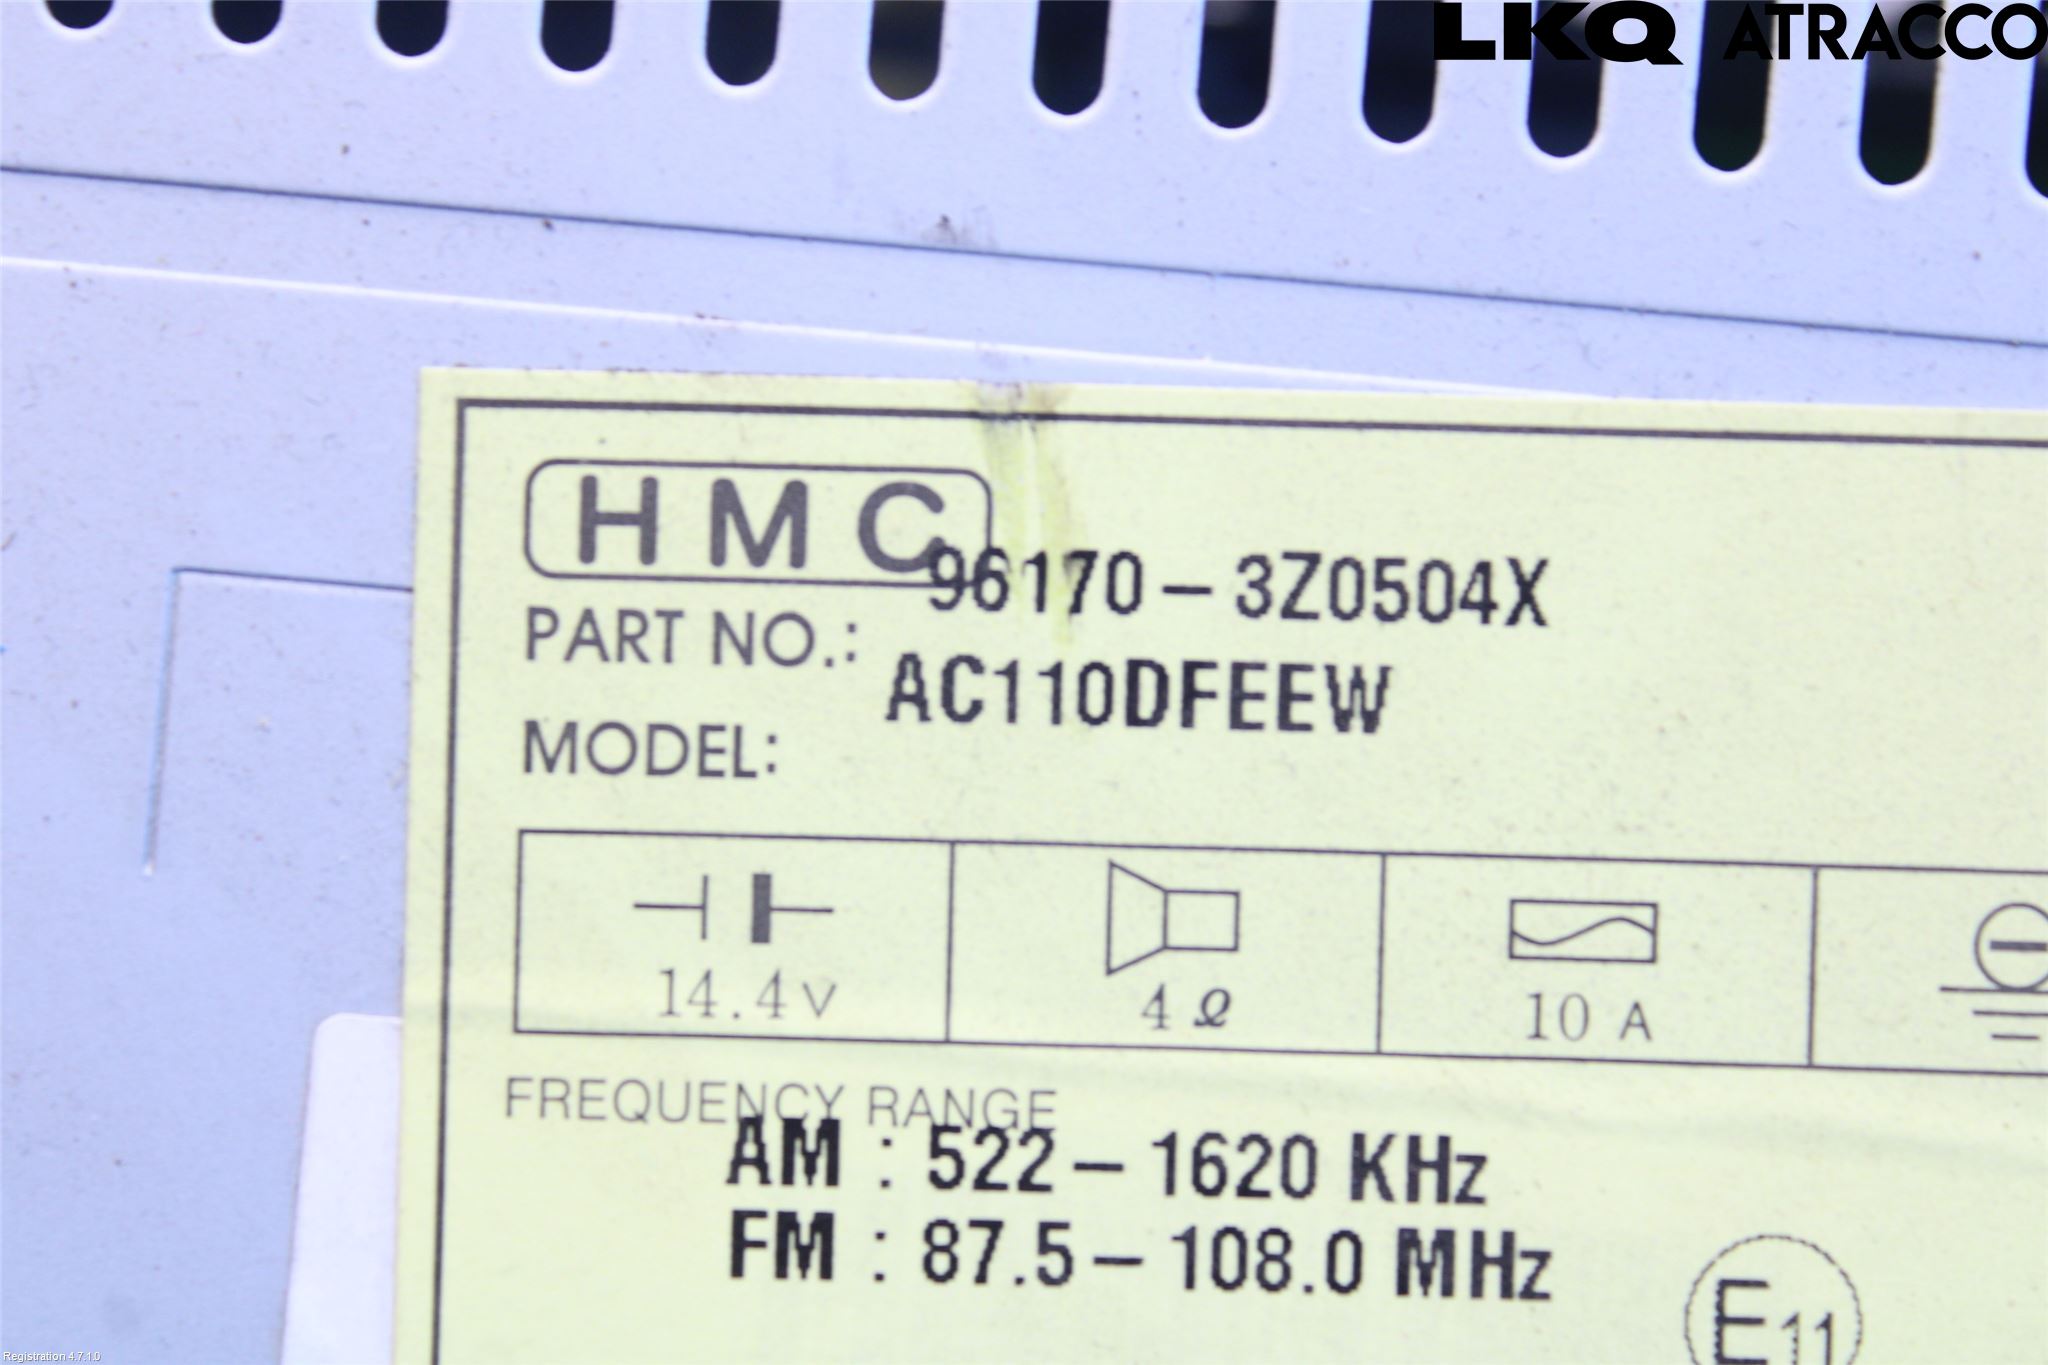 LKQ ATRACCO
HMC
96170-3Z0504X
PART NO.:
AC110DFEEW
MODEL:
14.4V 4Ω 10 A
FREQUENCY RANGE
AM : 522-1620 KHz
FM : 87.5-108.0 MHz
E11
Registration 4.7.1.0